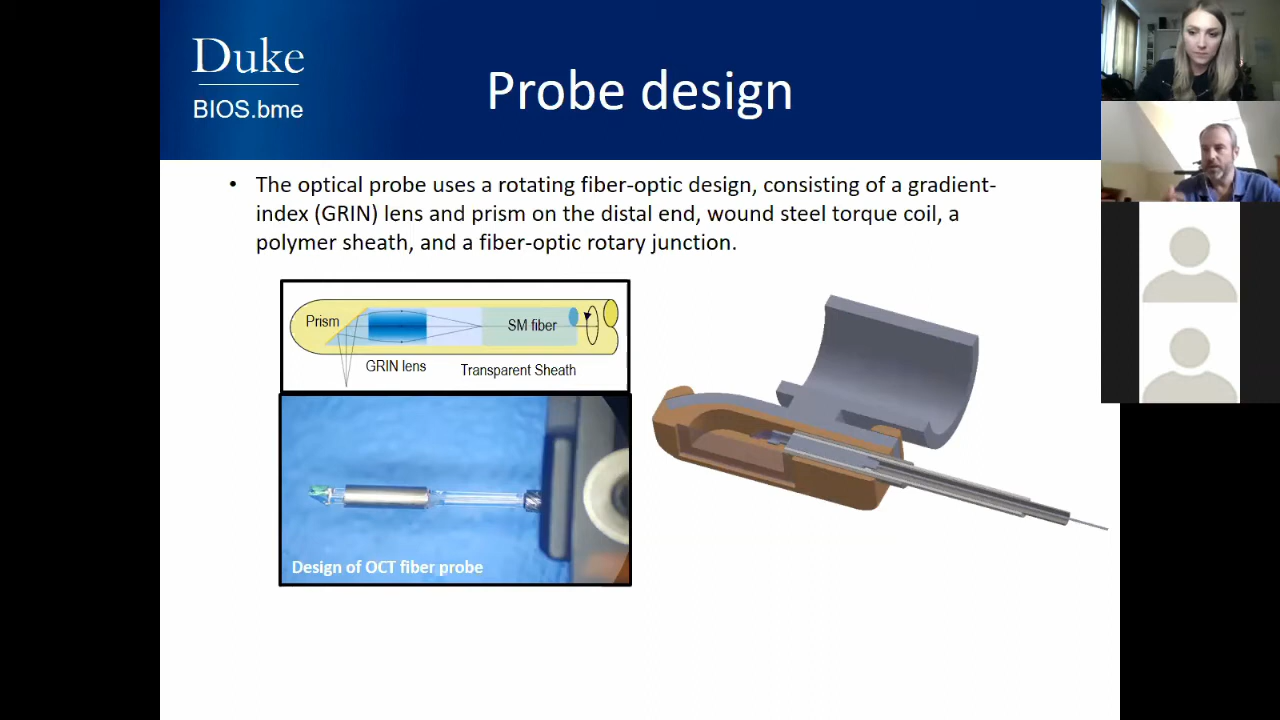 Duke
BIOS.bme
Probe design
• The optical probe uses a rotating fiber-optic design, consisting of a gradient-
index (GRIN) lens and prism on the distal end, wound steel torque coil, a
polymer sheath, and a fiber-optic rotary junction.
Prism
SM fiber
GRIN lens
Transparent Sheath
Design of OCT fiber probe